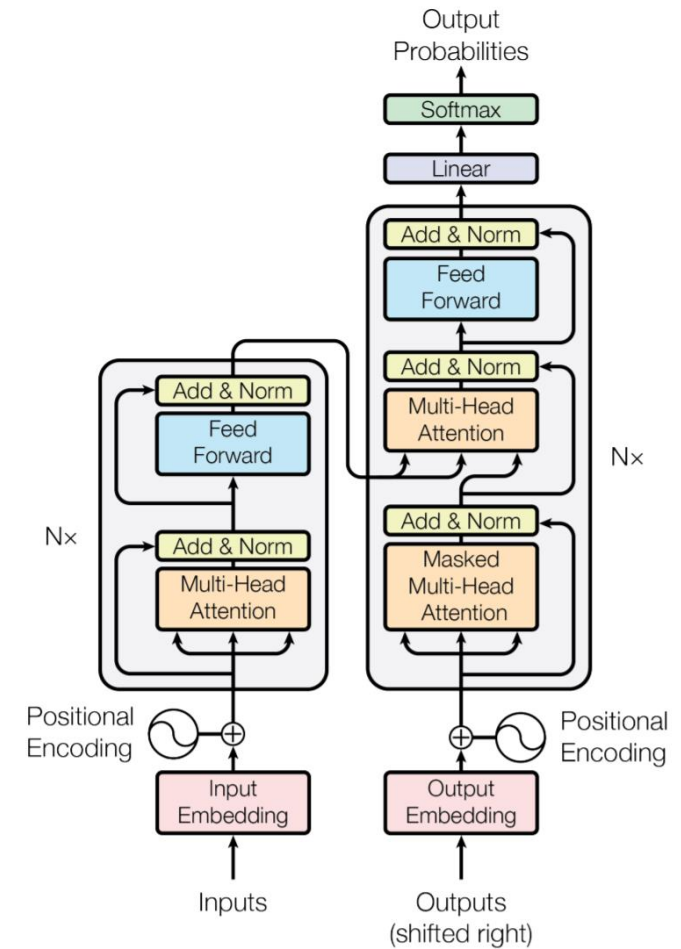 Output
Probabilities
Softmax
Linear
Add & Norm
Feed
Forward
Add & Norm
Multi-Head
Attention
Add & Norm
Masked
Multi-Head
Attention
Nx
Add & Norm
Feed
Forward
Add & Norm
Multi-Head
Attention
Nx
Positional
Encoding
Positional
Encoding
Input
Embedding
Output
Embedding
Inputs
Outputs
(shifted right)